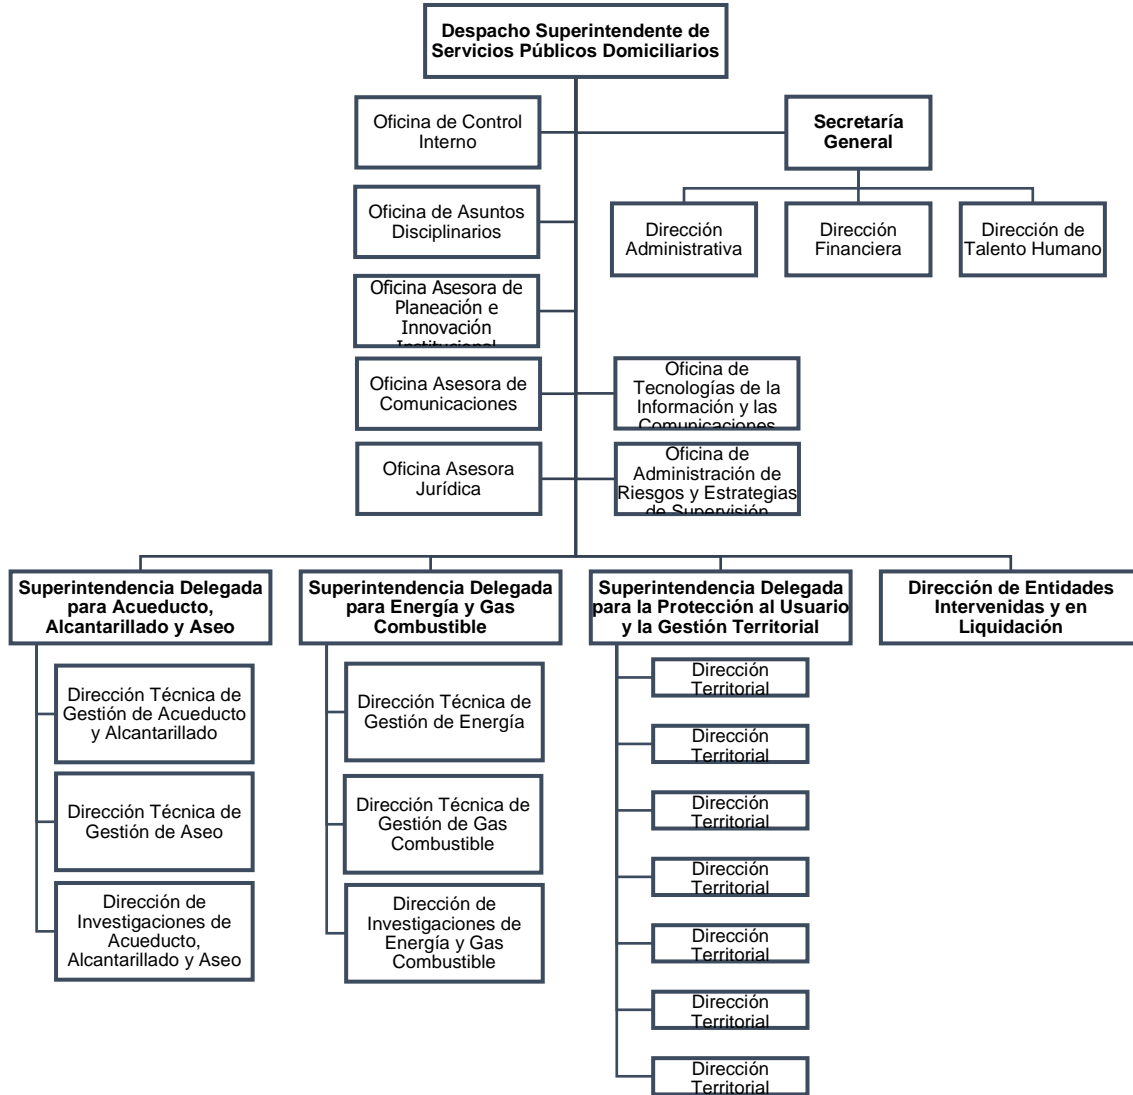 Despacho Superintendente de
Servicios Públicos Domiciliarios
Oficina de Control
Interno
Secretaría
General
Oficina de Asuntos
Disciplinarios
Dirección
Administrativa
Dirección
Financiera
Dirección de
Talento Humano
Oficina Asesora de
Planeación e
Innovación
Institucional
Oficina Asesora de
Comunicaciones
Oficina de
Tecnologías de la
Información y las
Comunicaciones
Oficina Asesora
Jurídica
Oficina de
Administración de
Riesgos y Estrategias
de Supervisión
Superintendencia Delegada
para Acueducto,
Alcantarillado y Aseo
Superintendencia Delegada
para Energía y Gas
Combustible
Superintendencia Delegada
para la Protección al Usuario
y la Gestión Territorial
Dirección de Entidades
Intervenidas y en
Liquidación
Dirección Técnica de
Gestión de Acueducto
y Alcantarillado
Dirección Técnica de
Gestión de Aseo
Dirección de
Investigaciones de
Acueducto,
Alcantarillado y Aseo
Dirección Técnica de
Gestión de Energía
Dirección Técnica de
Gestión de Gas
Combustible
Dirección de
Investigaciones de
Energía y Gas
Combustible
Dirección
Territorial
Dirección
Territorial
Dirección
Territorial
Dirección
Territorial
Dirección
Territorial
Dirección
Territorial
Dirección
Territorial